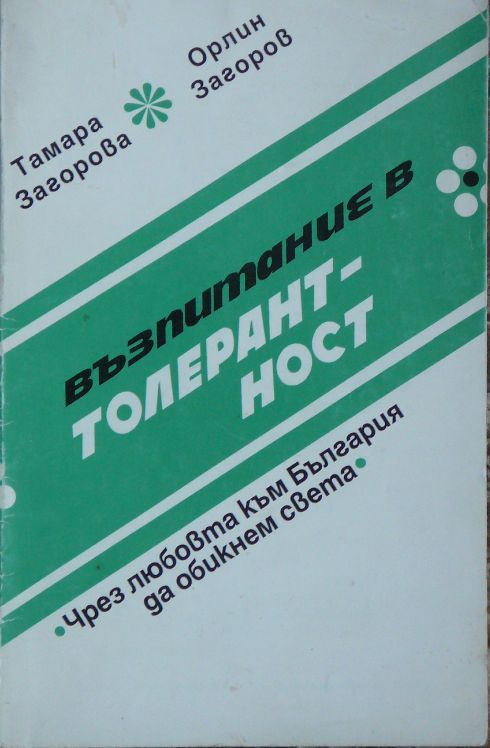 Тамара
Загорова
Орлин
Загоров
възпитание в
ТОЛЕРАНТ-
НОСТ
•Чрез любовта към България
да обикнем света•